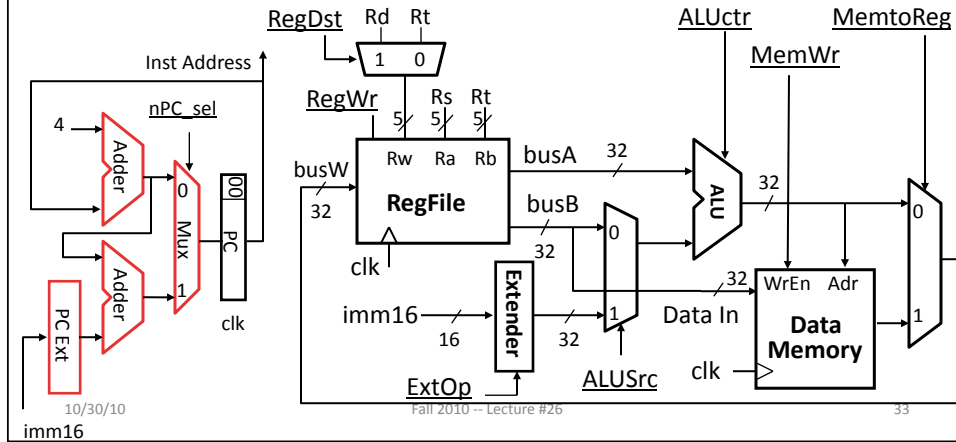 RegDst
Rd Rt
1 0
ALUctr
MemtoReg
MemWr
Inst Address
nPC_sel
4
Adder
0
Mux
1
00
PC
clk
Adder
PC Ext
imm16
RegWr
Rs Rt
5 5 5
busW
32
Rw Ra Rb
RegFile
clk
busA
32
busB
32
0
1
ALU
32
imm16
16
Extender
32
ExtOp
ALUSrc
32
Data In
WrEn Adr
Data
Memory
clk
0
1
10/30/10
Fall 2010 -- Lecture #26
33